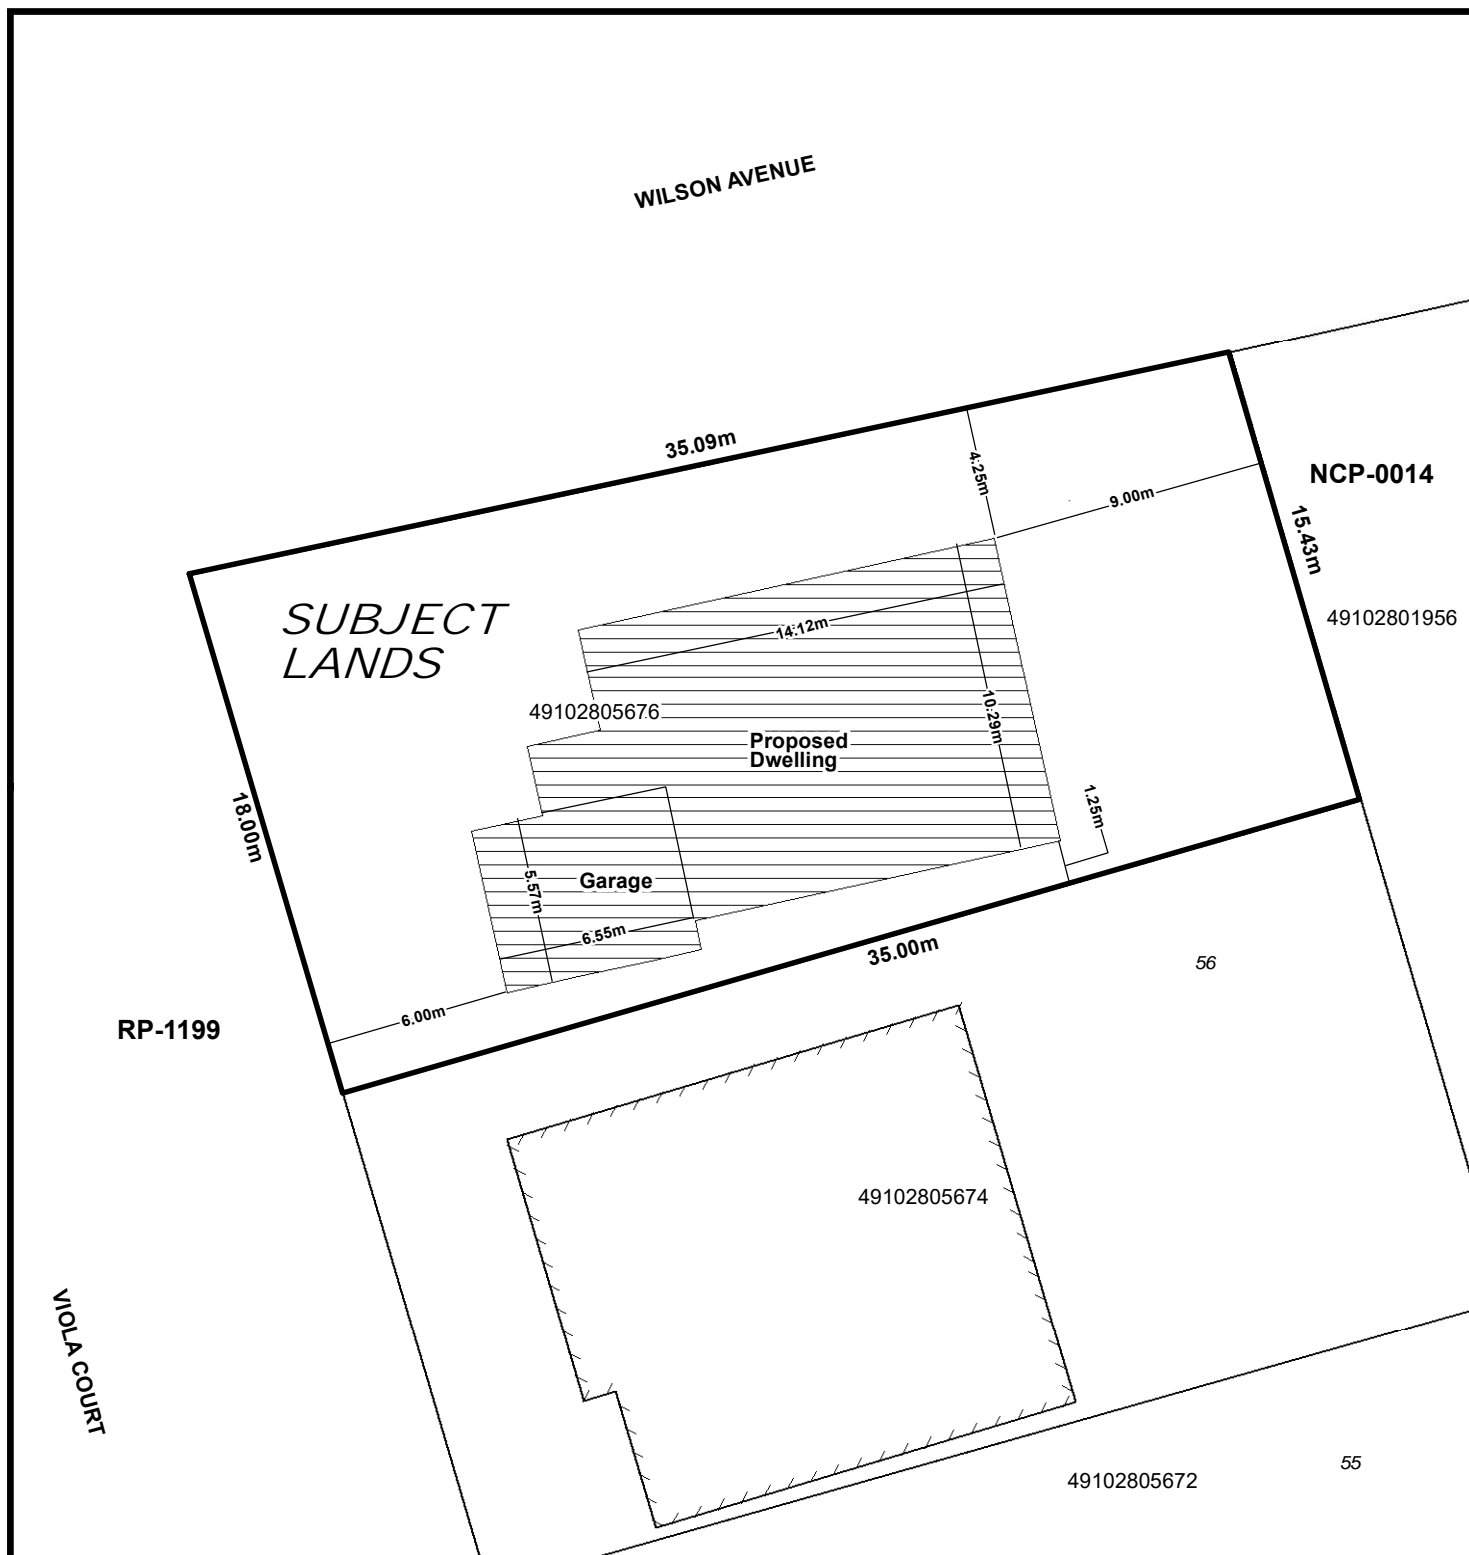 WILSON AVENUE
35.09m
4.25m
9.00m
NCP-0014
15.43m
49102801956
SUBJECT
LANDS
14.12m
49102805676
10.29m
Proposed
Dwelling
18.00m
1.25m
5.57m
Garage
6.55m
35.00m
56
6.00m
RP-1199
49102805674
VIOLA COURT
55
49102805672